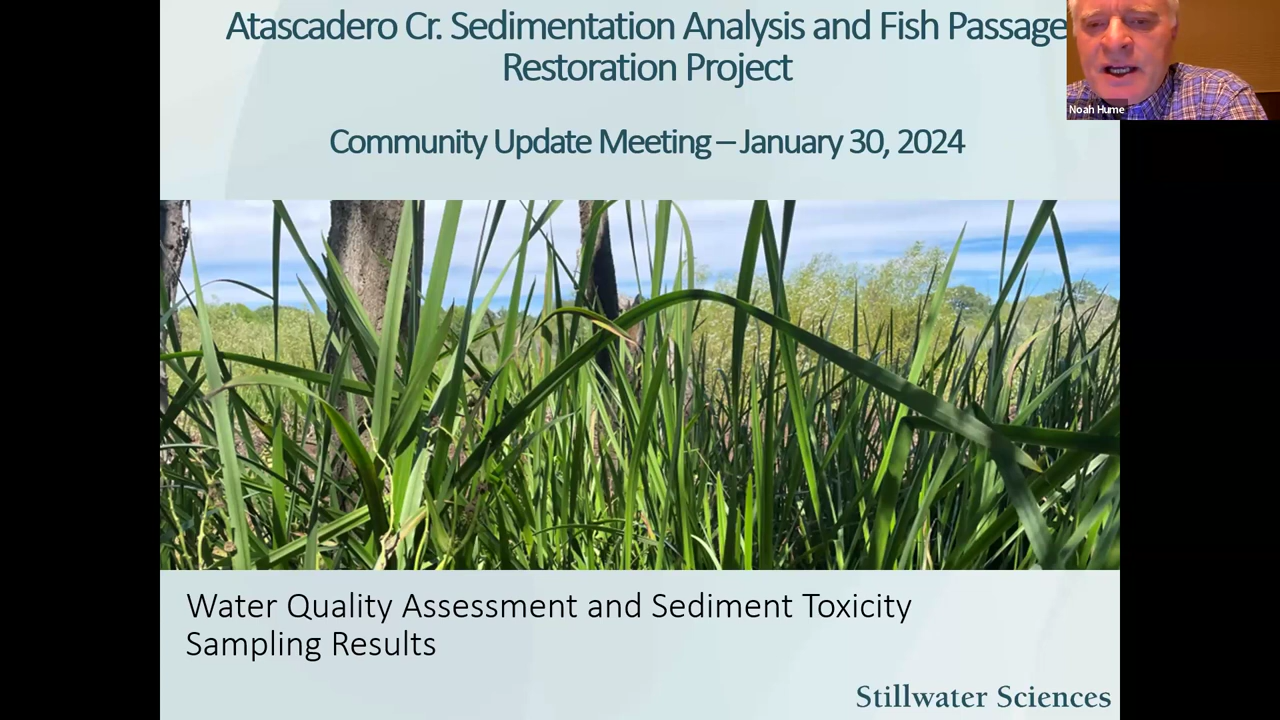 Atascadero Cr. Sedimentation Analysis and Fish Passage
Restoration Project
Noah Hume
Community Update Meeting – January 30, 2024
Water Quality Assessment and Sediment Toxicity
Sampling Results
Stillwater Sciences